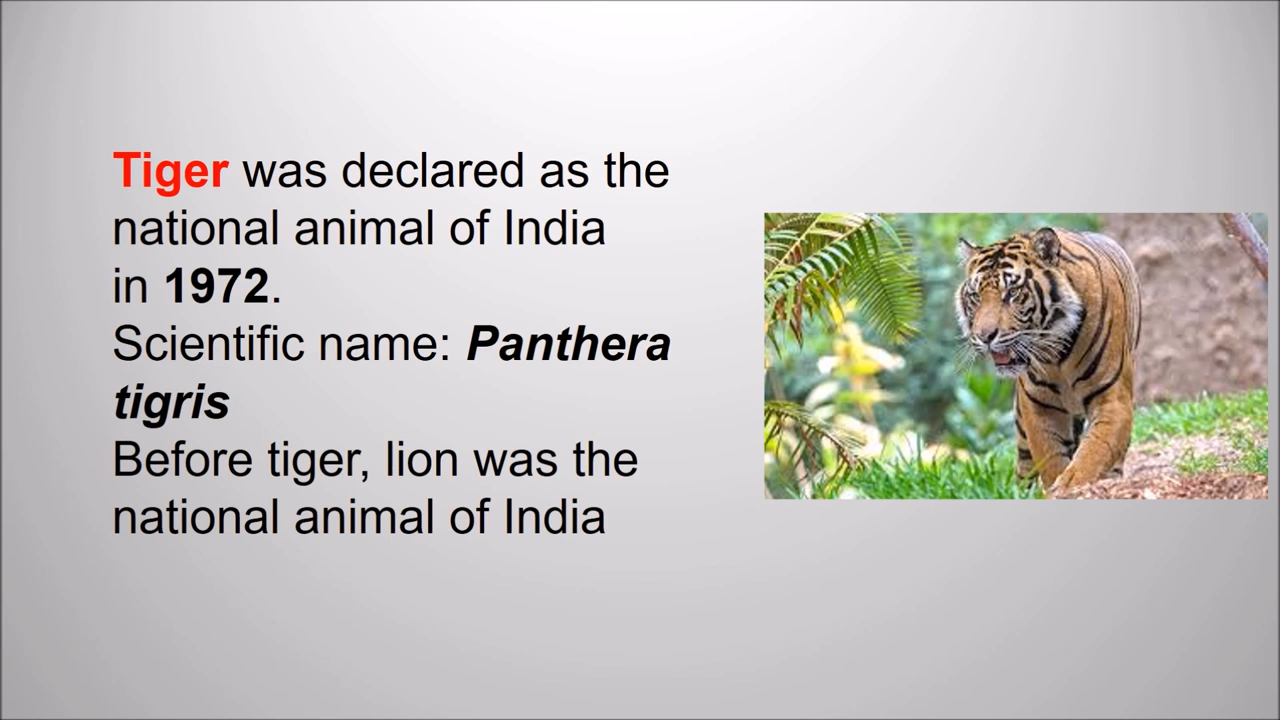 Tiger was declared as the
national animal of India
in 1972.
Scientific name: Panthera
tigris
Before tiger, lion was the
national animal of India